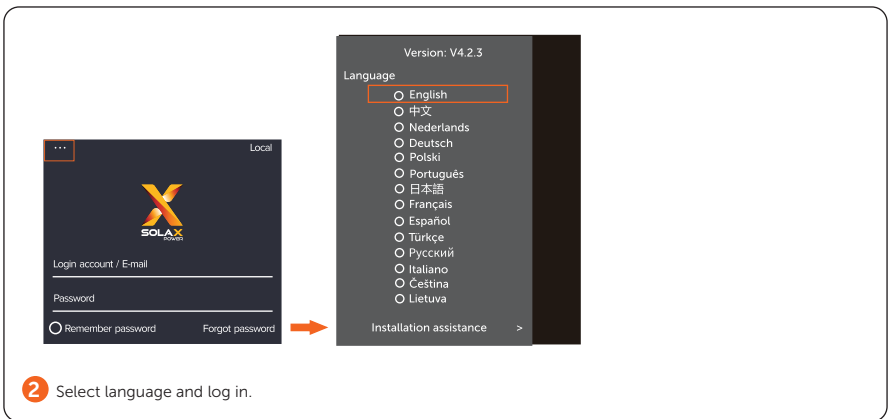 ...
Local
SOLAX
POWER
Login account / E-mail
Password
Remember password
Forgot password
Version: V4.2.3
Language
English
中文
Nederlands
Deutsch
Polski
Português
日本語
Français
Español
Türkçe
Русский
Italiano
Čeština
Lietuva
Installation assistance >
2 Select language and log in.